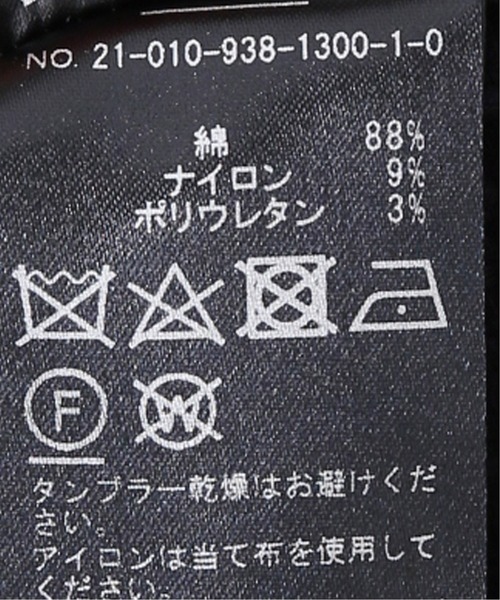 NO. 21-010-938-1300-1-0
綿 88%
ナイロン 9%
ポリウレタン 3%
F W
タンブラー乾燥はお避けくだ
さい。
アイロンは当て布を使用して
ください。